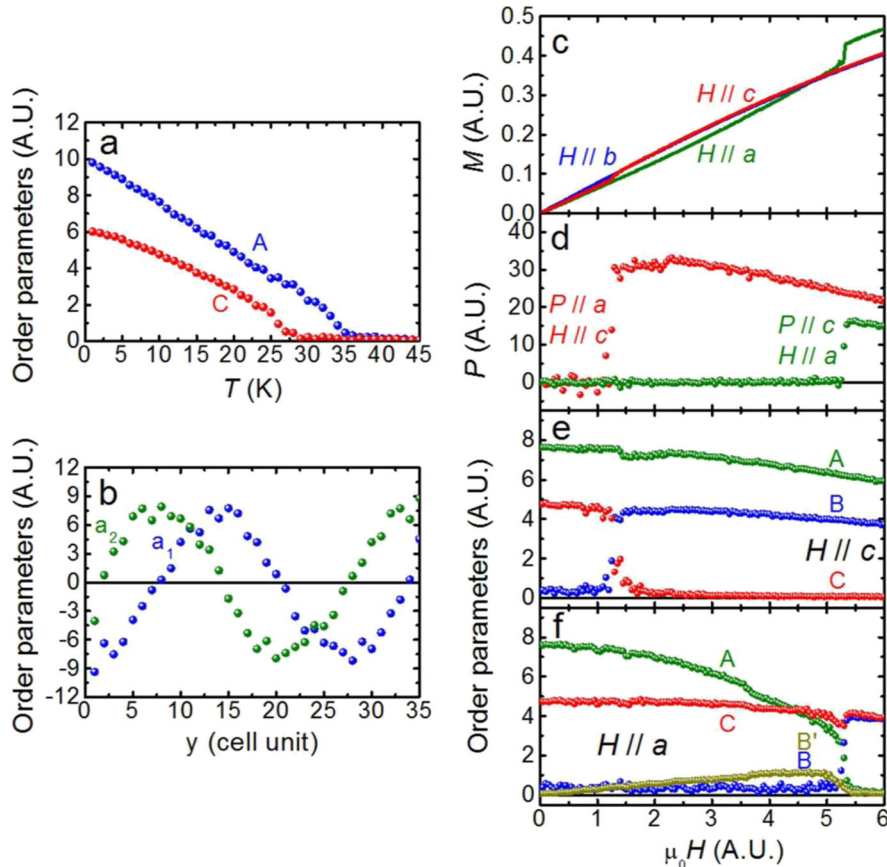 a
Order parameters (A.U.)
12
10
8
6
4
2
0
A
C
0 5 10 15 20 25 30 35 40 45
T (K)
b
Order parameters (A.U.)
12
9
6
3
0
-3
-6
-9
-12
a2
a1
0 5 10 15 20 25 30 35
y (cell unit)
c
M (A.U.)
0.5
0.4
0.3
0.2
0.1
0.0
H // c
H // b
H // a
d
P (A.U.)
40
30
20
10
0
P // a
H // c
P // c
H // a
e
Order parameters (A.U.)
8
6
4
2
0
A
B
H // c
C
f
8
6
4
2
0
A
C
H // a
B'
B
0 1 2 3 4 5 6
μ0H (A.U.)